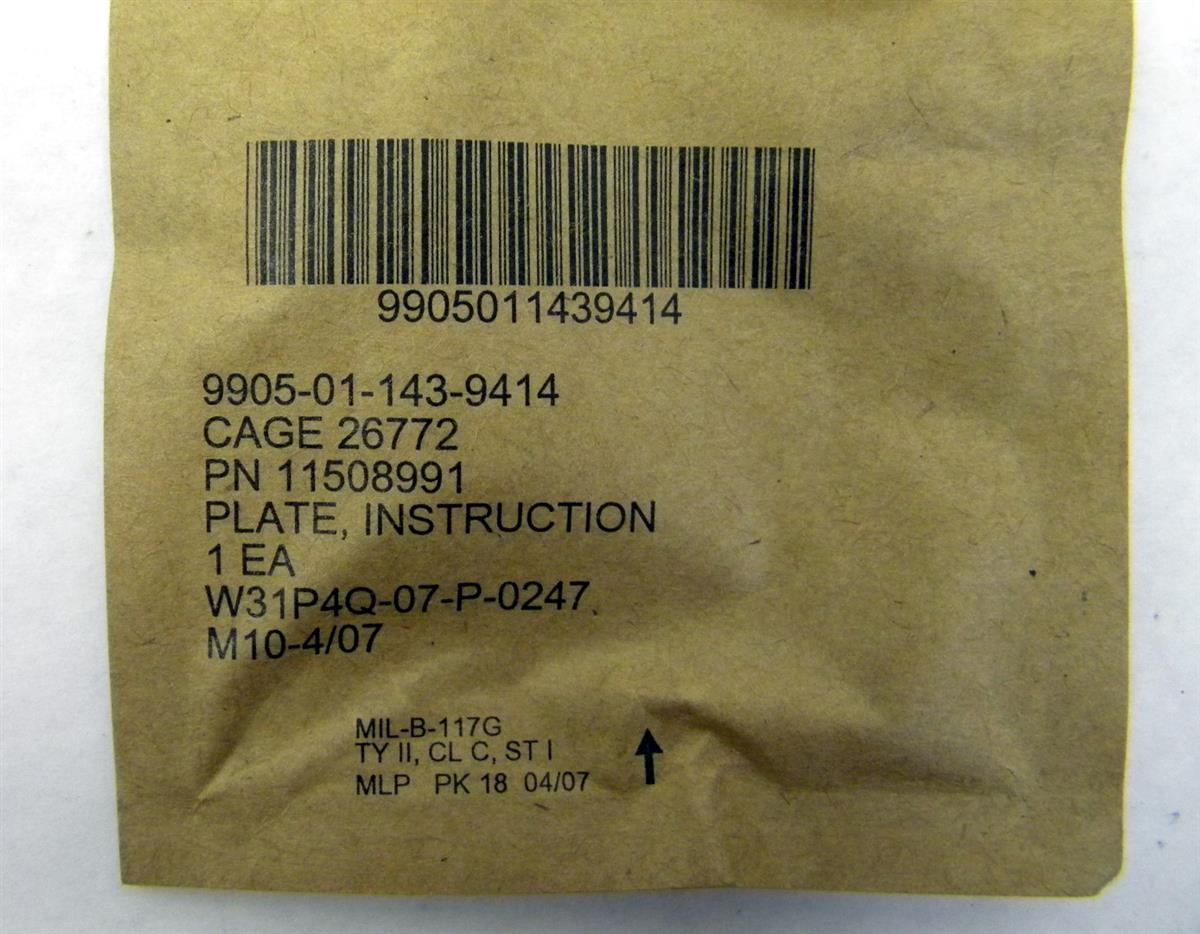 9905011439414
9905-01-143-9414
CAGE 26772
PN 11508991
PLATE, INSTRUCTION
1 EA
W31P4Q-07-P-0247
M10-4/07
MIL-B-117G
TY II, CL C, ST I
MLP PK 18 04/07